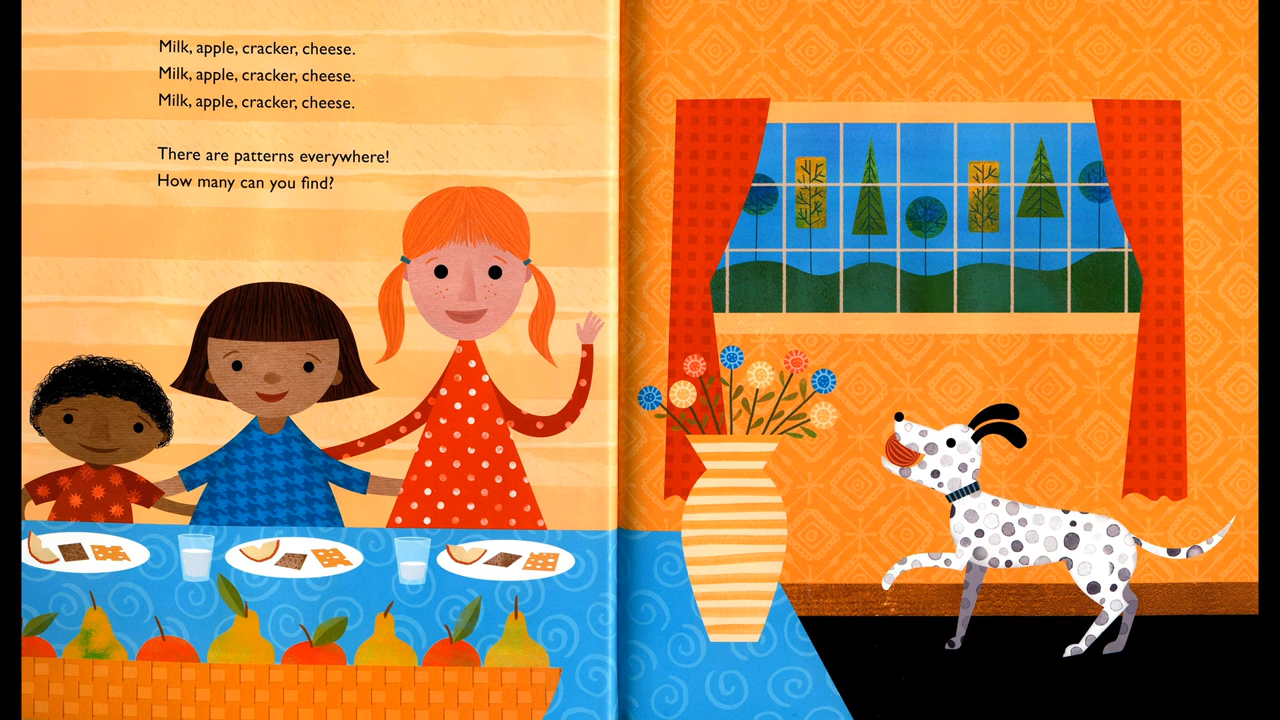 Milk, apple, cracker, cheese.
Milk, apple, cracker, cheese.
Milk, apple, cracker, cheese.
There are patterns everywhere!
How many can you find?